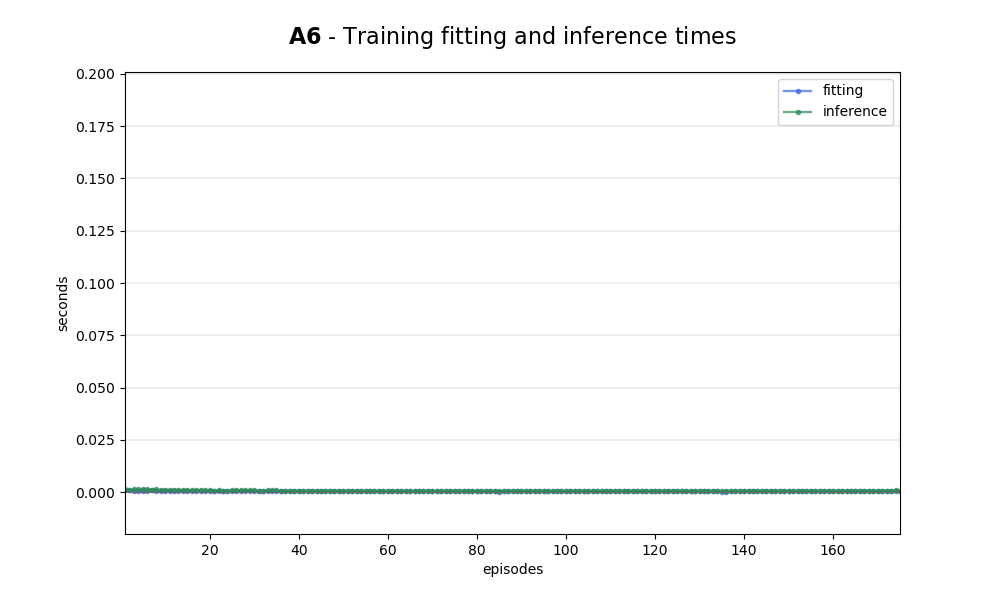 A6 - Training fitting and inference times
fitting
inference
0.200
0.175
0.150
0.125
0.100
0.075
0.050
0.025
0.000
seconds
20 40 60 80 100 120 140 160
episodes